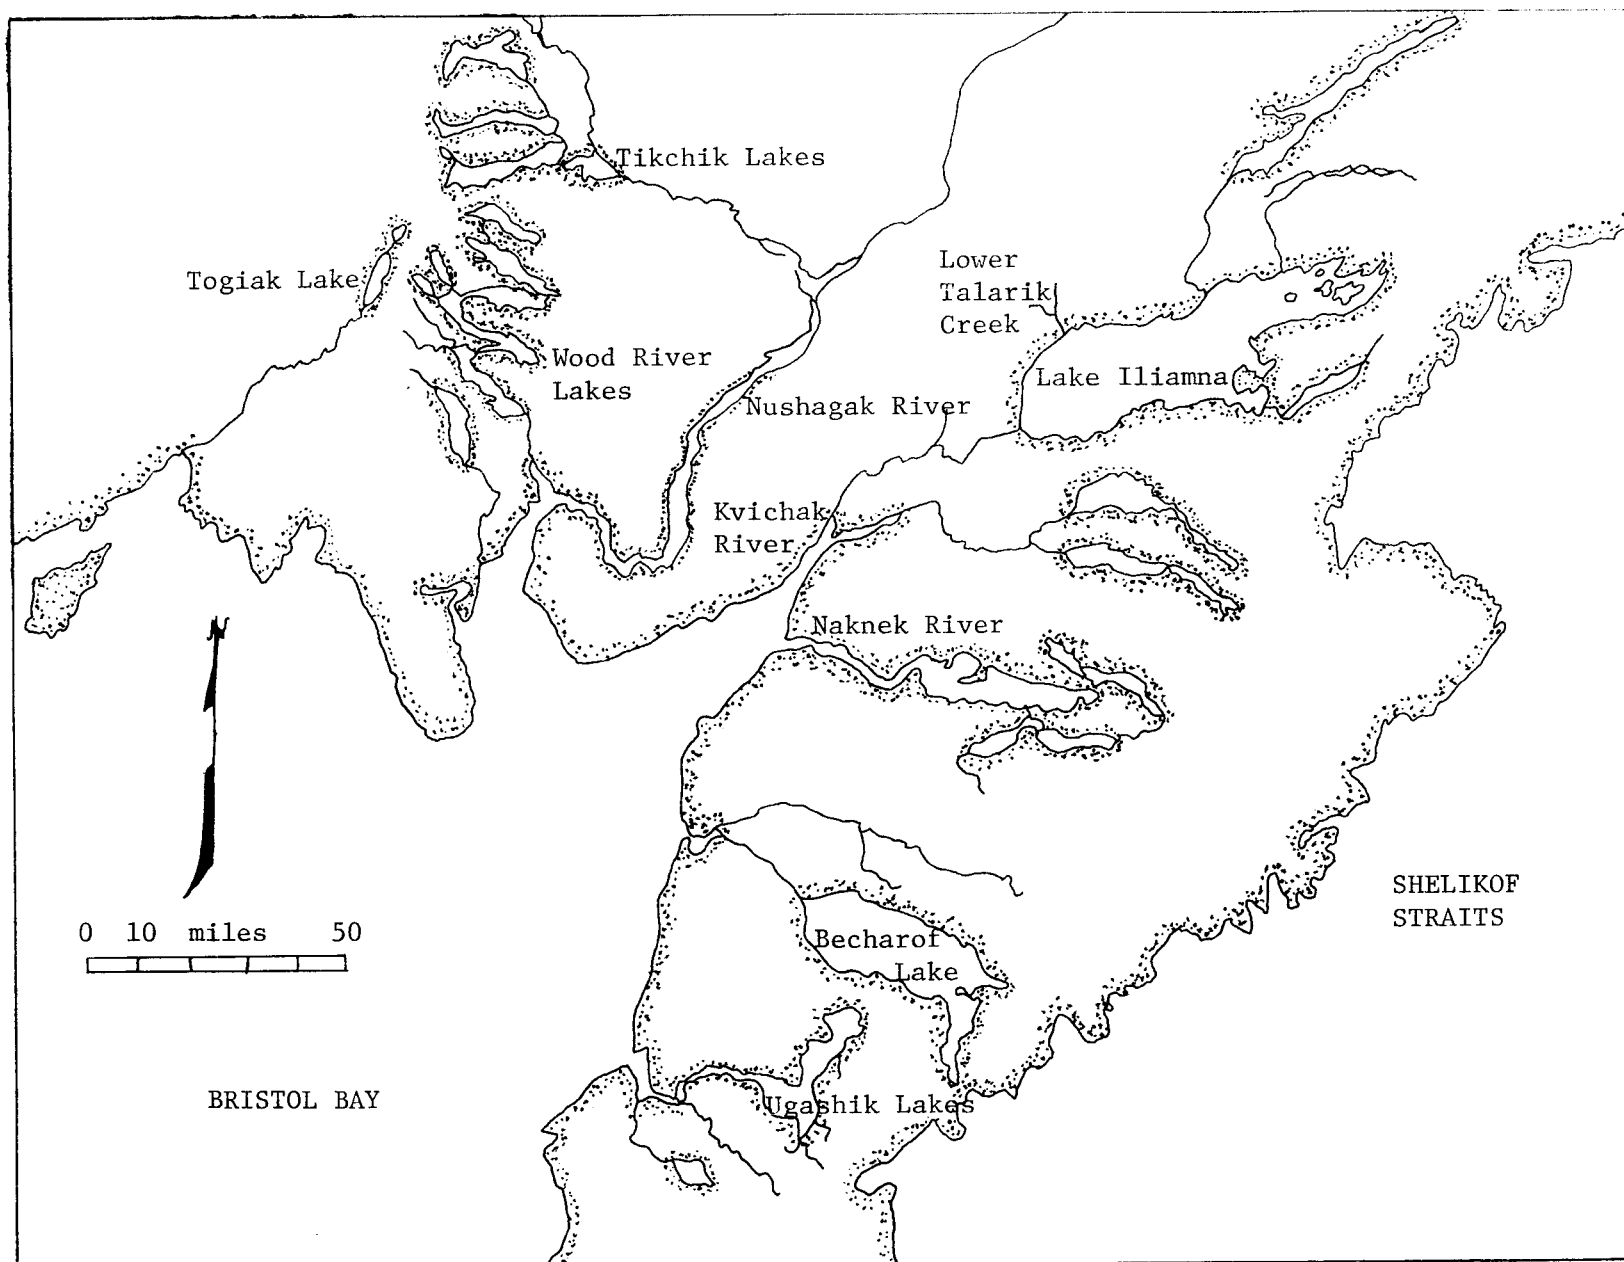 Tikchik Lakes
Togiak Lake
Lower
Talarik
Creek
Wood River
Lakes
Lake Iliamna
Nushagak River
Kvichak
River
N
Naknek River
SHELIKOF
STRAITS
0 10 miles 50
Becharof
Lake
BRISTOL BAY
Ugashik Lakes